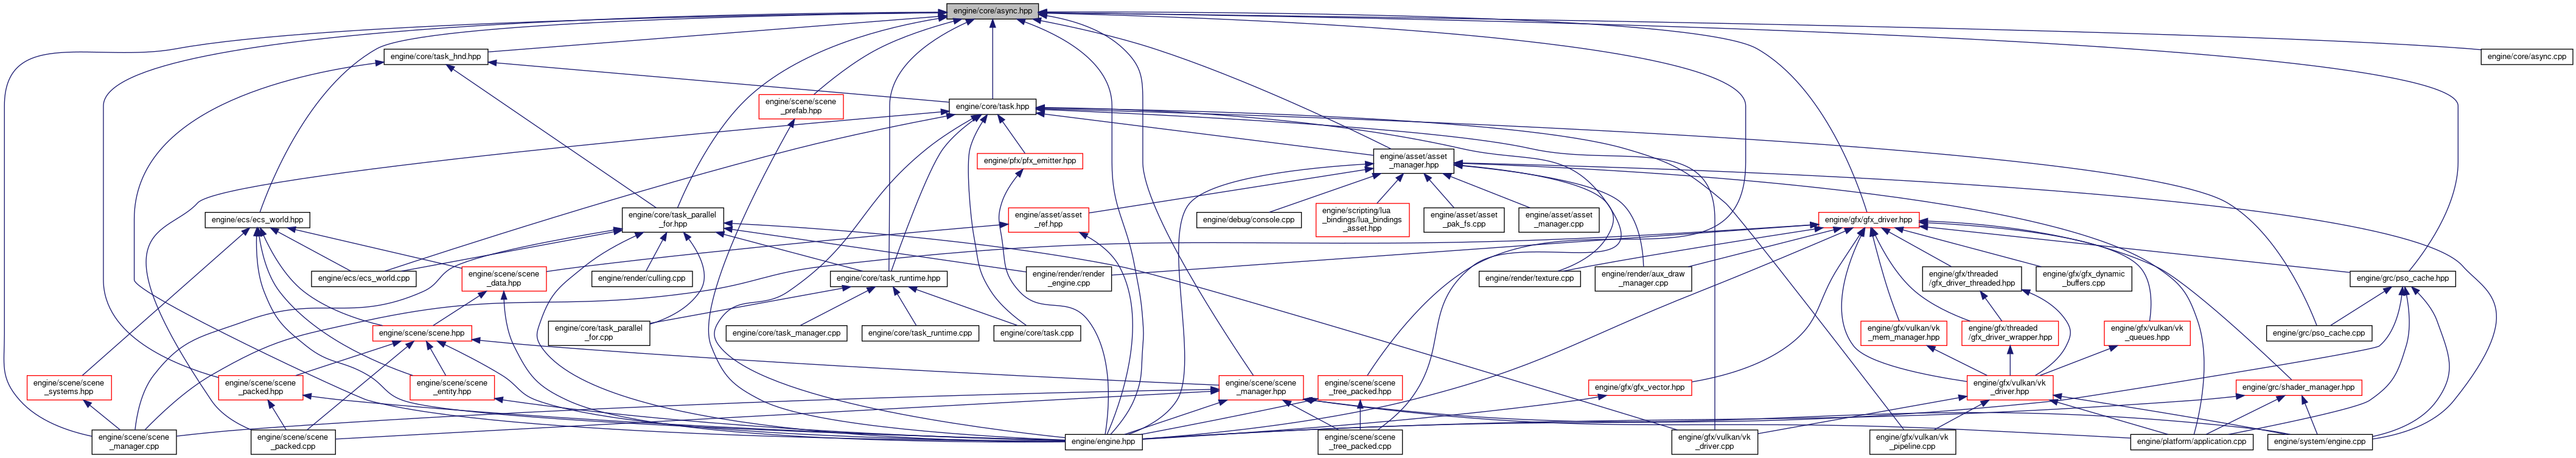 engine/core/async.hpp
engine/core/task_hnd.hpp
engine/core/async.cpp
engine/scene/scene
_prefab.hpp
engine/core/task.hpp
engine/pfx/pfx_emitter.hpp
engine/asset/asset
_manager.hpp
engine/ecs/ecs_world.hpp
engine/core/task_parallel
_for.hpp
engine/asset/asset
_ref.hpp
engine/debug/console.cpp
engine/scripting/lua
_bindings/lua_bindings
_asset.hpp
engine/asset/asset
_pak_fs.cpp
engine/asset/asset
_manager.cpp
engine/gfx/gfx_driver.hpp
engine/ecs/ecs_world.cpp
engine/scene/scene
_data.hpp
engine/render/culling.cpp
engine/core/task_runtime.hpp
engine/render/render
_engine.cpp
engine/render/texture.cpp
engine/render/aux_draw
_manager.cpp
engine/gfx/threaded
/gfx_driver_threaded.hpp
engine/gfx/gfx_dynamic
_buffers.cpp
engine/grc/pso_cache.hpp
engine/scene/scene.hpp
engine/core/task_parallel
_for.cpp
engine/core/task_manager.cpp
engine/core/task_runtime.cpp
engine/core/task.cpp
engine/gfx/vulkan/vk
_mem_manager.hpp
engine/gfx/threaded
/gfx_driver_wrapper.hpp
engine/gfx/vulkan/vk
_queues.hpp
engine/grc/pso_cache.cpp
engine/scene/scene
_systems.hpp
engine/scene/scene
_packed.hpp
engine/scene/scene
_entity.hpp
engine/scene/scene
_manager.hpp
engine/scene/scene
_tree_packed.hpp
engine/gfx/gfx_vector.hpp
engine/gfx/vulkan/vk
_driver.hpp
engine/grc/shader_manager.hpp
engine/scene/scene
_manager.cpp
engine/scene/scene
_packed.cpp
engine/engine.hpp
engine/scene/scene
_tree_packed.cpp
engine/gfx/vulkan/vk
_driver.cpp
engine/gfx/vulkan/vk
_pipeline.cpp
engine/platform/application.cpp
engine/system/engine.cpp